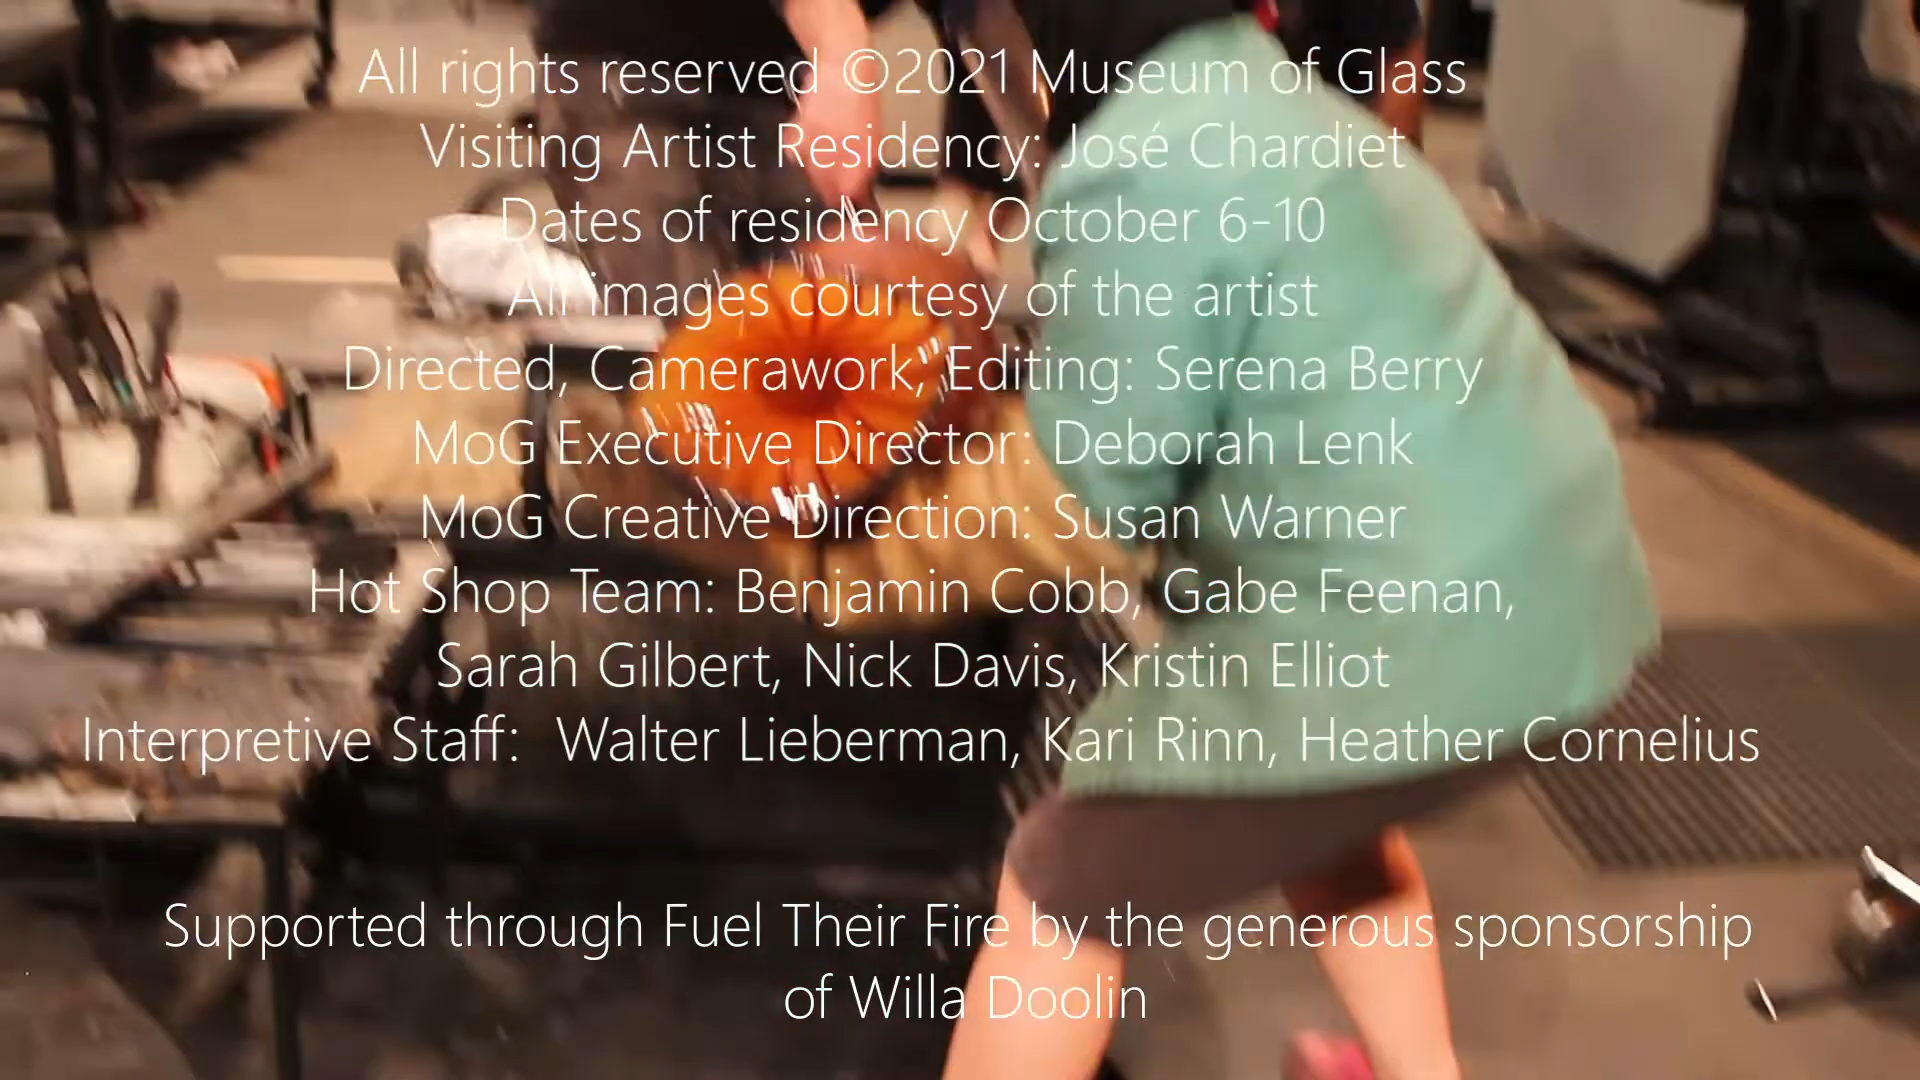 All rights reserved ©2021 Museum of Glass
Visiting Artist Residency: José Chardiet
Dates of residency October 6-10
All images courtesy of the artist
Directed, Camerawork, Editing: Serena Berry
MoG Executive Director: Deborah Lenk
MoG Creative Direction: Susan Warner
Hot Shop Team: Benjamin Cobb, Gabe Feenan,
Sarah Gilbert, Nick Davis, Kristin Elliot
Interpretive Staff:  Walter Lieberman, Kari Rinn, Heather Cornelius
Supported through Fuel Their Fire by the generous sponsorship
of Willa Doolin